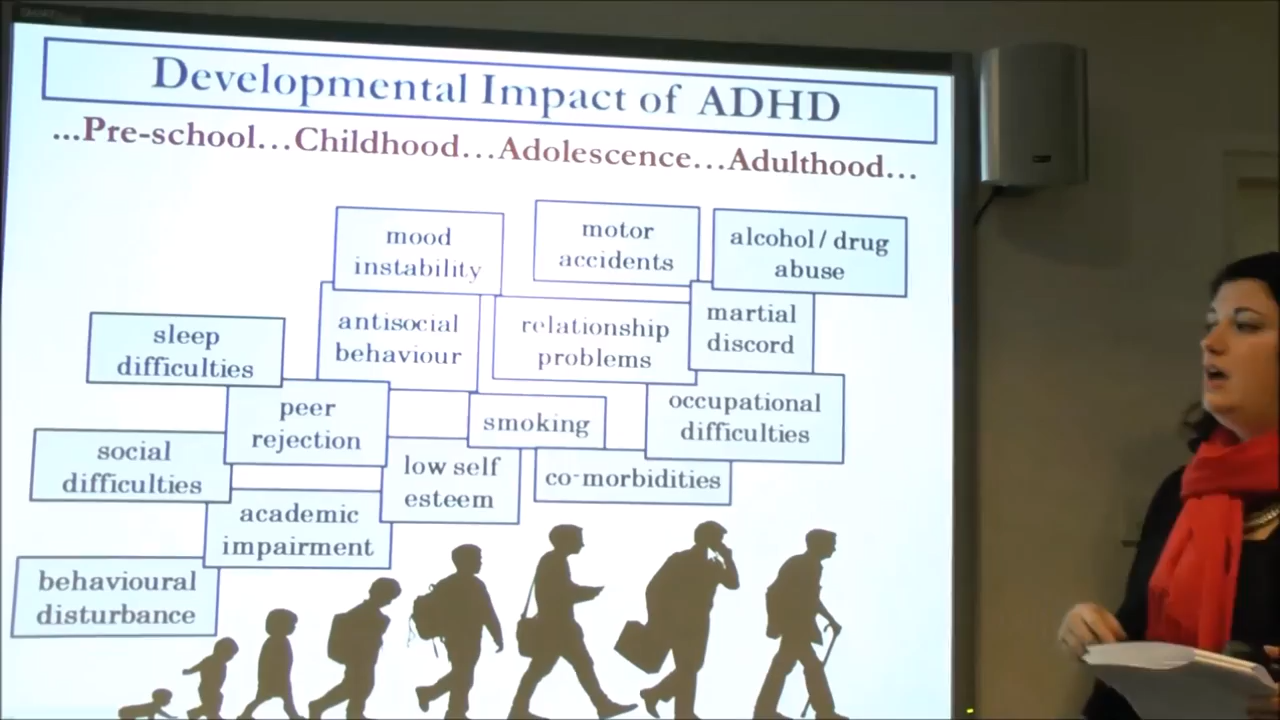 Developmental Impact of ADHD
...Pre-school...Childhood...Adolescence...Adulthood...
mood
instability
motor
accidents
alcohol / drug
abuse
sleep
difficulties
antisocial
behaviour
relationship
problems
martial
discord
peer
rejection
smoking
occupational
difficulties
social
difficulties
low self
esteem
co-morbidities
academic
impairment
behavioural
disturbance